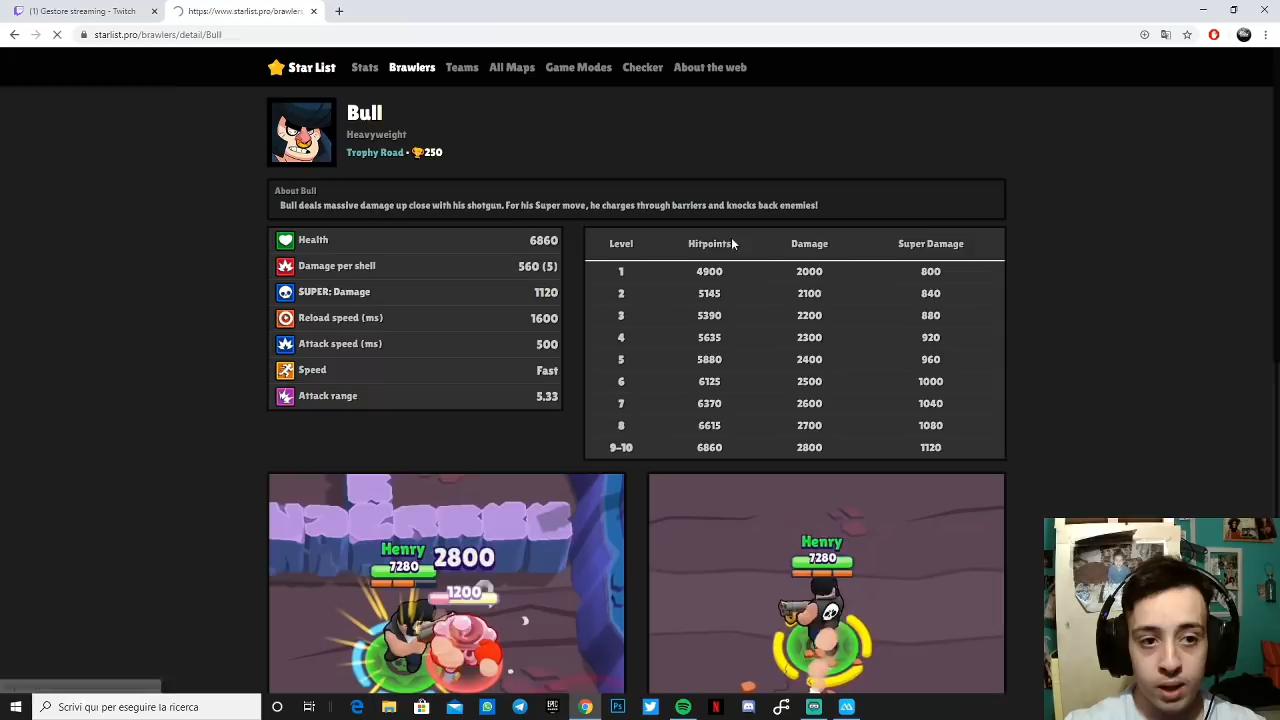 (1) Gestore streaming - Twitch
https://www.starlist.pro/brawlers
starlist.pro/brawlers/detail/Bull
Star List Stats Brawlers Teams All Maps Game Modes Checker About the web
Bull
Heavyweight
Trophy Road • 250
About Bull
Bull deals massive damage up close with his shotgun. For his Super move, he charges through barriers and knocks back enemies!
Health 6860
Damage per shell 560 (5)
SUPER: Damage 1120
Reload speed (ms) 1600
Attack speed (ms) 500
Speed Fast
Attack range 5.33
Level Hitpoints Damage Super Damage
1 4900 2000 800
2 5145 2100 840
3 5390 2200 880
4 5635 2300 920
5 5880 2400 960
6 6125 2500 1000
7 6370 2600 1040
8 6615 2700 1080
9-10 6860 2800 1120
Henry
7280
2800
1200
Henry
7280
Scrivi qui per eseguire la ricerca
EPIC
Ps
N